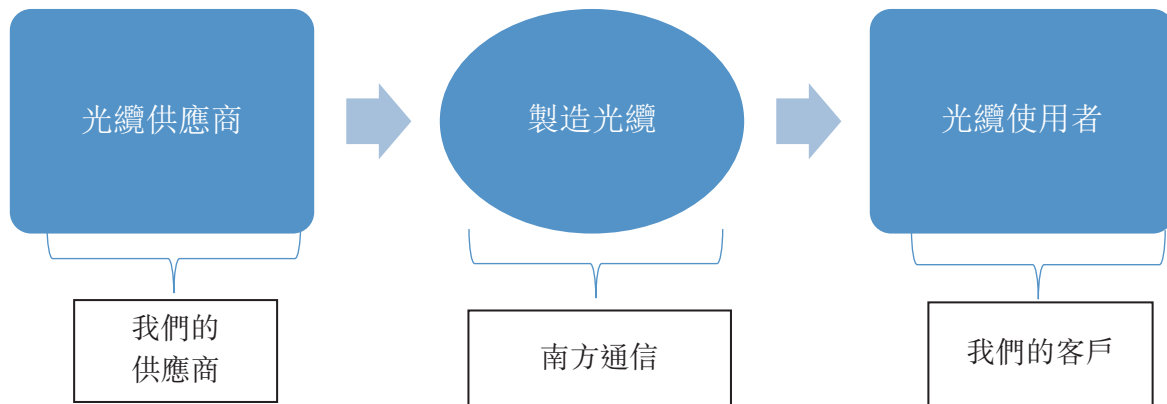 光纜供應商
製造光纜
光纜使用者
我們的
供應商
南方通信
我們的客戶